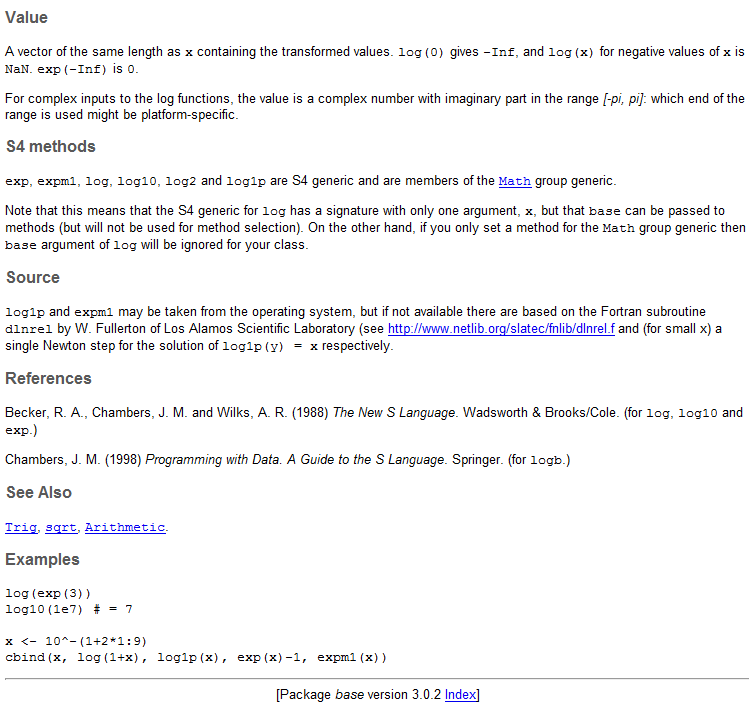 Value
A vector of the same length as x containing the transformed values. log(0) gives -Inf, and log(x) for negative values of x is
NaN. exp(-Inf) is 0.
For complex inputs to the log functions, the value is a complex number with imaginary part in the range [-pi, pi]: which end of the
range is used might be platform-specific.
S4 methods
exp, expm1, log, log10, log2 and log1p are S4 generic and are members of the Math group generic.
Note that this means that the S4 generic for log has a signature with only one argument, x, but that base can be passed to
methods (but will not be used for method selection). On the other hand, if you only set a method for the Math group generic then
base argument of log will be ignored for your class.
Source
log1p and expm1 may be taken from the operating system, but if not available there are based on the Fortran subroutine
dlnrel by W. Fullerton of Los Alamos Scientific Laboratory (see http://www.netlib.org/slatec/fnlib/dlnrel.f and (for small x) a
single Newton step for the solution of log1p(y) = x respectively.
References
Becker, R. A., Chambers, J. M. and Wilks, A. R. (1988) The New S Language. Wadsworth & Brooks/Cole. (for log, log10 and
exp.)
Chambers, J. M. (1998) Programming with Data. A Guide to the S Language. Springer. (for logb.)
See Also
Trig, sqrt, Arithmetic.
Examples
log(exp(3))
log10(1e7) # = 7
x <- 10^-(1+2*1:9)
cbind(x, log(1+x), log1p(x), exp(x)-1, expm1(x))
[Package base version 3.0.2 Index]